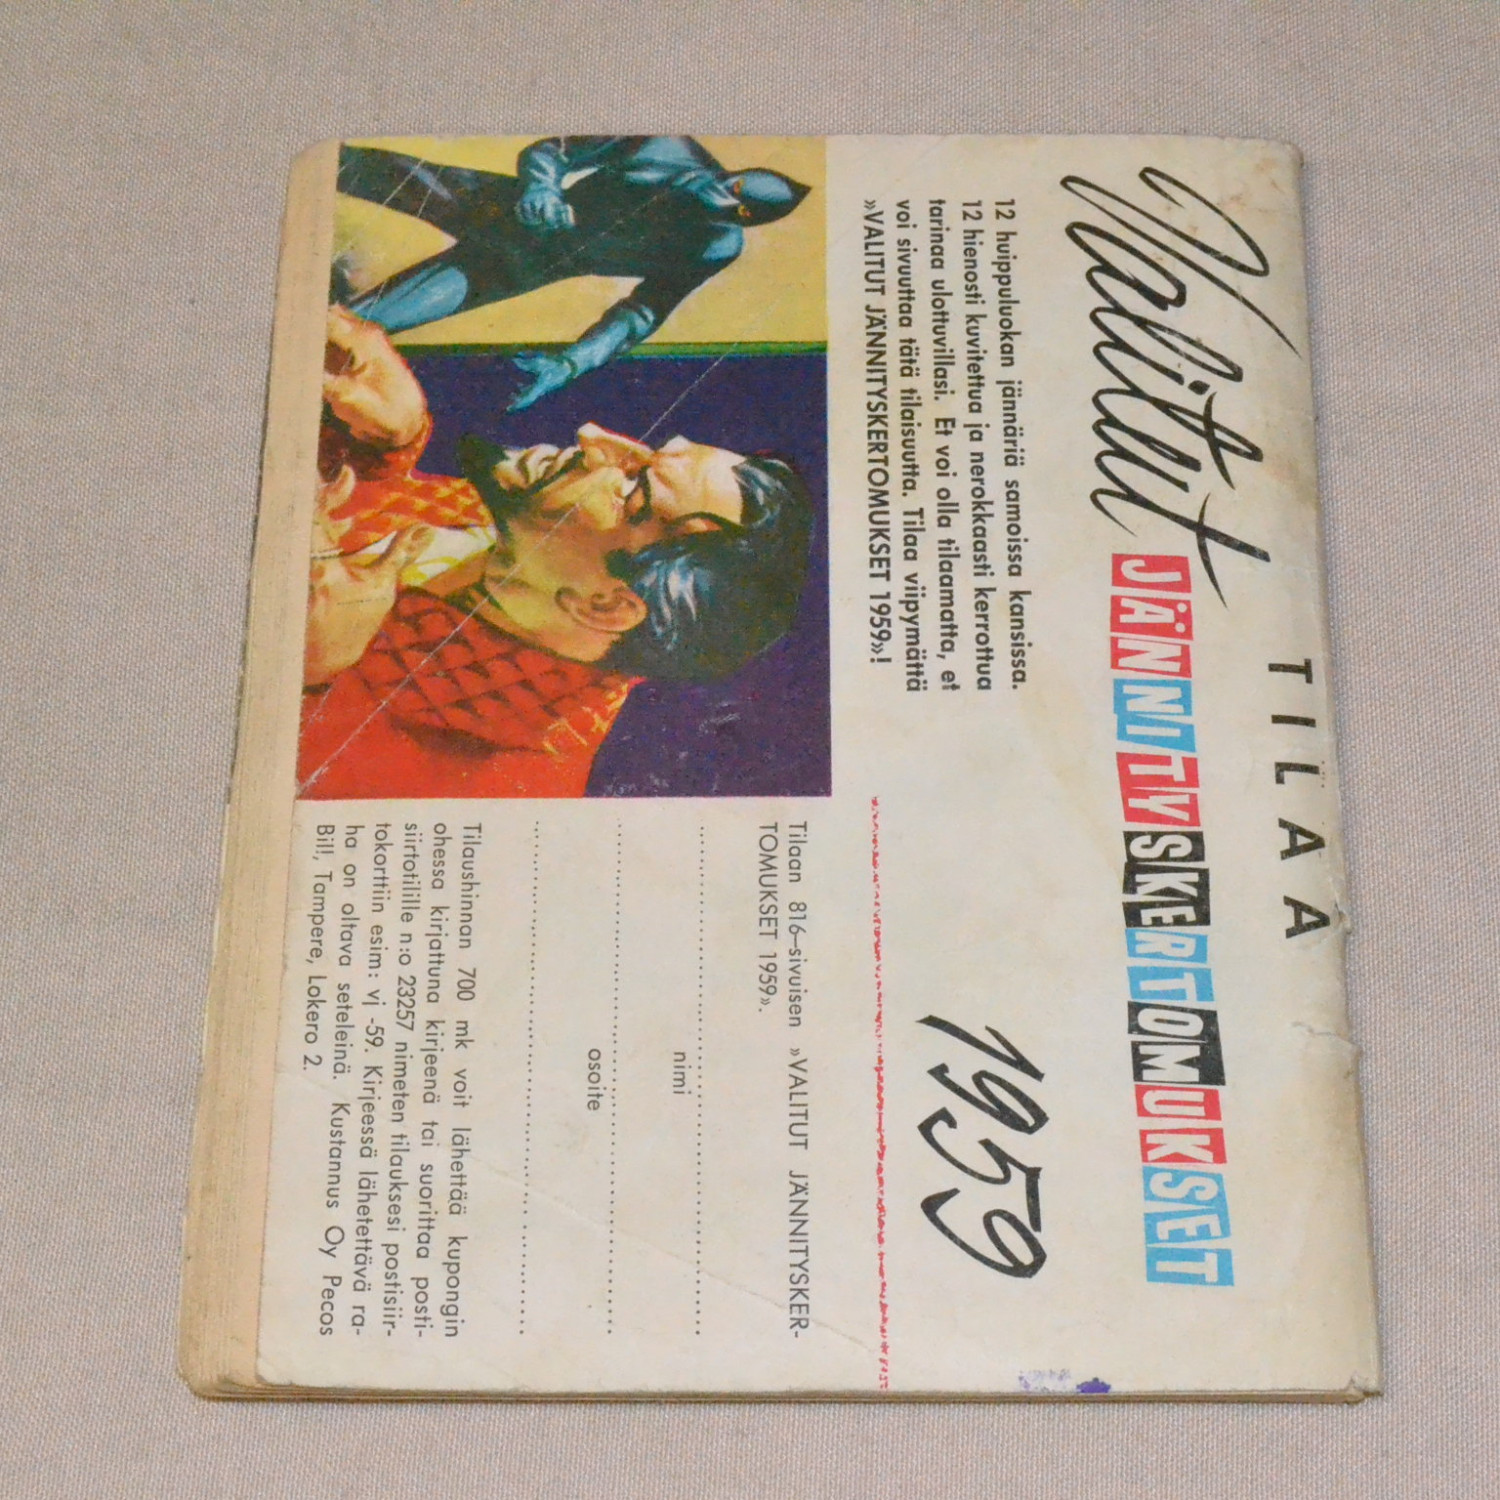 TILAA
Valitut
JÄNNITYSKERTOMUKSET
1959
12 huippuluokan jännäriä samoissa kansissa.
12 hienosti kuvitettua ja nerokkaasti kerrottua
tarinaa ulottuvillasi. Et voi olla tilaamatta, et
voi sivuuttaa tätä tilaisuutta. Tilaa viipymättä
»VALITUT JÄNNITYSKERTOMUKSET 1959»!
Tilaan 816-sivuisen »VALITUT JÄNNITYSKER-
TOMUKSET 1959».
nimi
osoite
Tilaushinnan 700 mk voit lähettää kupongin
ohessa kirjattuna kirjeenä tai suorittaa posti-
siirtotilille n:o 23257 nimeten tilauksesi postisiir-
tokorttiin esim: vj -59. Kirjeessä lähetettävä ra-
ha on oltava seteleinä. Kustannus Oy Pecos
Bill, Tampere, Lokero 2.